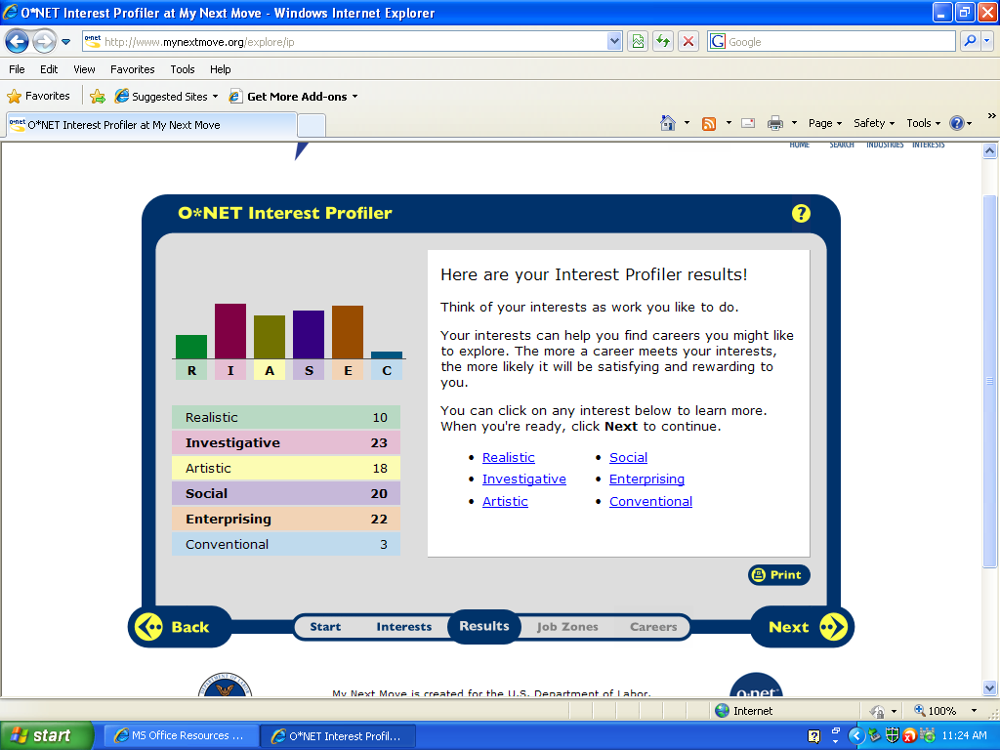 O*NET Interest Profiler at My Next Move - Windows Internet Explorer
o·net http://www.mynextmove.org/explore/ip
Google
File Edit View Favorites Tools Help
Favorites Suggested Sites Get More Add-ons
o·net O*NET Interest Profiler at My Next Move
Page Safety Tools »
HOME SEARCH INDUSTRIES INTERESTS
O*NET Interest Profiler ?
R I A S E C
Realistic 10
Investigative 23
Artistic 18
Social 20
Enterprising 22
Conventional 3
Here are your Interest Profiler results!
Think of your interests as work you like to do.
Your interests can help you find careers you might like
to explore. The more a career meets your interests,
the more likely it will be satisfying and rewarding to
you.
You can click on any interest below to learn more.
When you're ready, click Next to continue.
• Realistic
• Investigative
• Artistic
• Social
• Enterprising
• Conventional
Print
Back Start Interests Results Job Zones Careers Next
My Next Move is created for the U.S. Department of Labor.
o·net
Internet 100%
start MS Office Resources ... O*NET Interest Profil... 11:24 AM